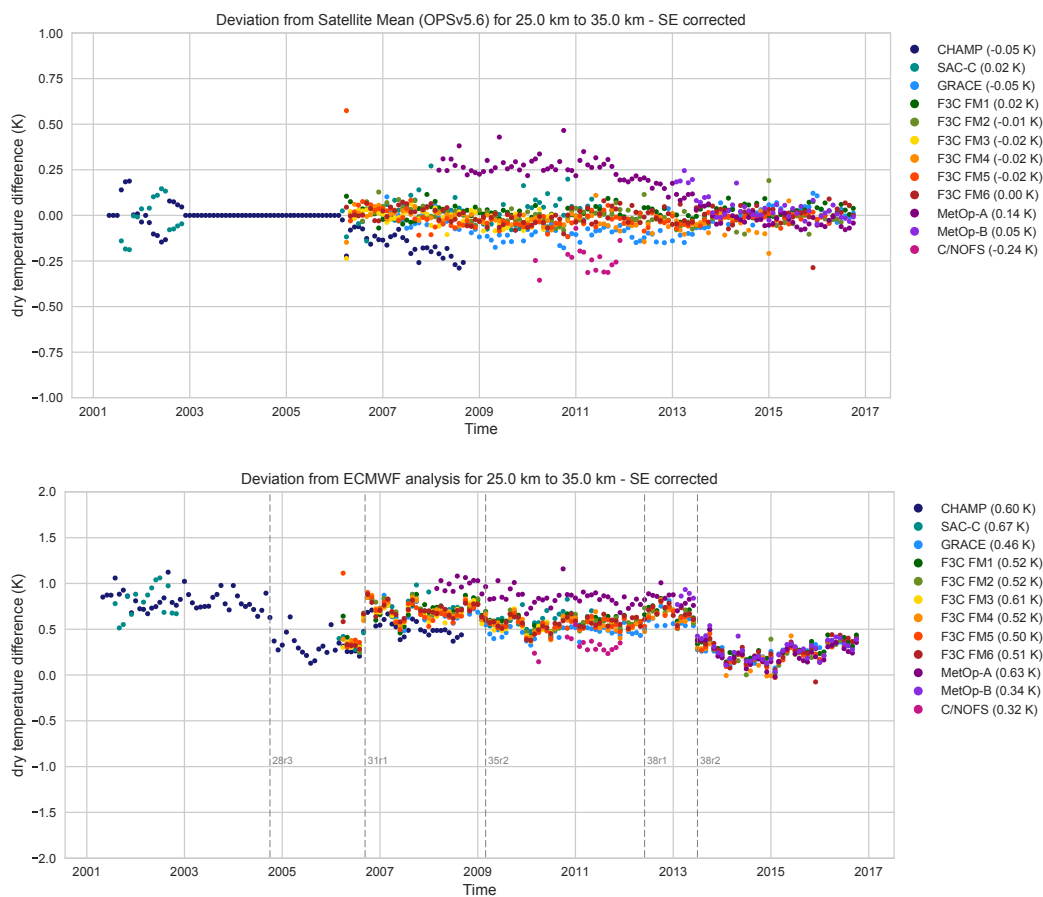 Deviation from Satellite Mean (OPSv5.6) for 25.0 km to 35.0 km - SE corrected
1.00
0.75
0.50
0.25
0.00
−0.25
−0.50
−0.75
−1.00
dry temperature difference (K)
2001 2003 2005 2007 2009 2011 2013 2015 2017
Time
CHAMP (-0.05 K)
SAC-C (0.02 K)
GRACE (-0.05 K)
F3C FM1 (0.02 K)
F3C FM2 (-0.01 K)
F3C FM3 (-0.02 K)
F3C FM4 (-0.02 K)
F3C FM5 (-0.02 K)
F3C FM6 (0.00 K)
MetOp-A (0.14 K)
MetOp-B (0.05 K)
C/NOFS (-0.24 K)
Deviation from ECMWF analysis for 25.0 km to 35.0 km - SE corrected
2.0
1.5
1.0
0.5
0.0
−0.5
−1.0
−1.5
−2.0
dry temperature difference (K)
28r3 31r1 35r2 38r1 38r2
2001 2003 2005 2007 2009 2011 2013 2015 2017
Time
CHAMP (0.60 K)
SAC-C (0.67 K)
GRACE (0.46 K)
F3C FM1 (0.52 K)
F3C FM2 (0.52 K)
F3C FM3 (0.61 K)
F3C FM4 (0.52 K)
F3C FM5 (0.50 K)
F3C FM6 (0.51 K)
MetOp-A (0.63 K)
MetOp-B (0.34 K)
C/NOFS (0.32 K)